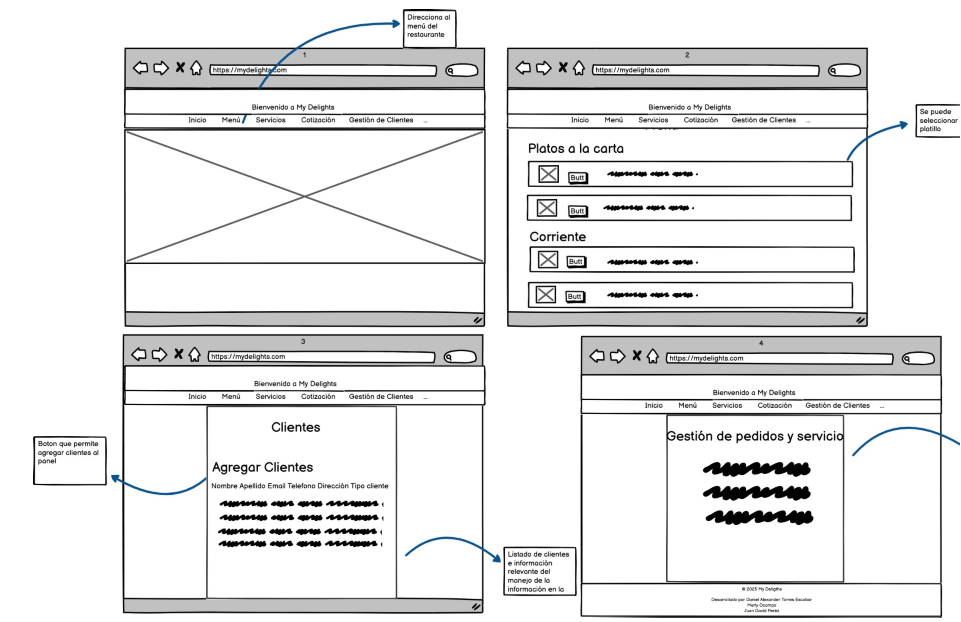 Direcciona al
menú del
restaurante
1
https://mydelights.com
Bienvenido a My Delights
Inicio Menú Servicios Cotización Gestión de Clientes ...
2
https://mydelights.com
Bienvenido a My Delights
Inicio Menú Servicios Cotización Gestión de Clientes ...
Platos a la carta
Butt
Butt
Corriente
Butt
Butt
Se puede
seleccionar
platillo
3
https://mydelights.com
Bienvenido a My Delights
Inicio Menú Servicios Cotización Gestión de Clientes ...
Clientes
Agregar Clientes
Nombre Apellido Email Telefono Dirección Tipo cliente
Boton que permite
agregar clientes al
panel
Listado de clientes
e información
relevante del
manejo de la
información en la
4
https://mydelights.com
Bienvenido a My Delights
Inicio Menú Servicios Cotización Gestión de Clientes ...
Gestión de pedidos y servicio
© 2025 My Deligths
Desarrollado por Daniel Alexander Torres Escobar
Merly Ocampo
Juan David Perez